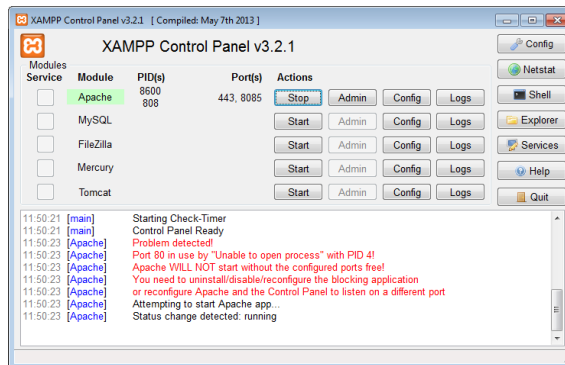 XAMPP Control Panel v3.2.1 [ Compiled: May 7th 2013 ]
XAMPP Control Panel v3.2.1
Config
Modules
Service Module PID(s) Port(s) Actions
Netstat
Apache 8600 808 443, 8085 Stop Admin Config Logs
Shell
MySQL Start Admin Config Logs
Explorer
FileZilla Start Admin Config Logs
Services
Mercury Start Admin Config Logs
Help
Tomcat Start Admin Config Logs
Quit
11:50:21 [main] Starting Check-Timer
11:50:21 [main] Control Panel Ready
11:50:23 [Apache] Problem detected!
11:50:23 [Apache] Port 80 in use by "Unable to open process" with PID 4!
11:50:23 [Apache] Apache WILL NOT start without the configured ports free!
11:50:23 [Apache] You need to uninstall/disable/reconfigure the blocking application
11:50:23 [Apache] or reconfigure Apache and the Control Panel to listen on a different port
11:50:23 [Apache] Attempting to start Apache app...
11:50:23 [Apache] Status change detected: running